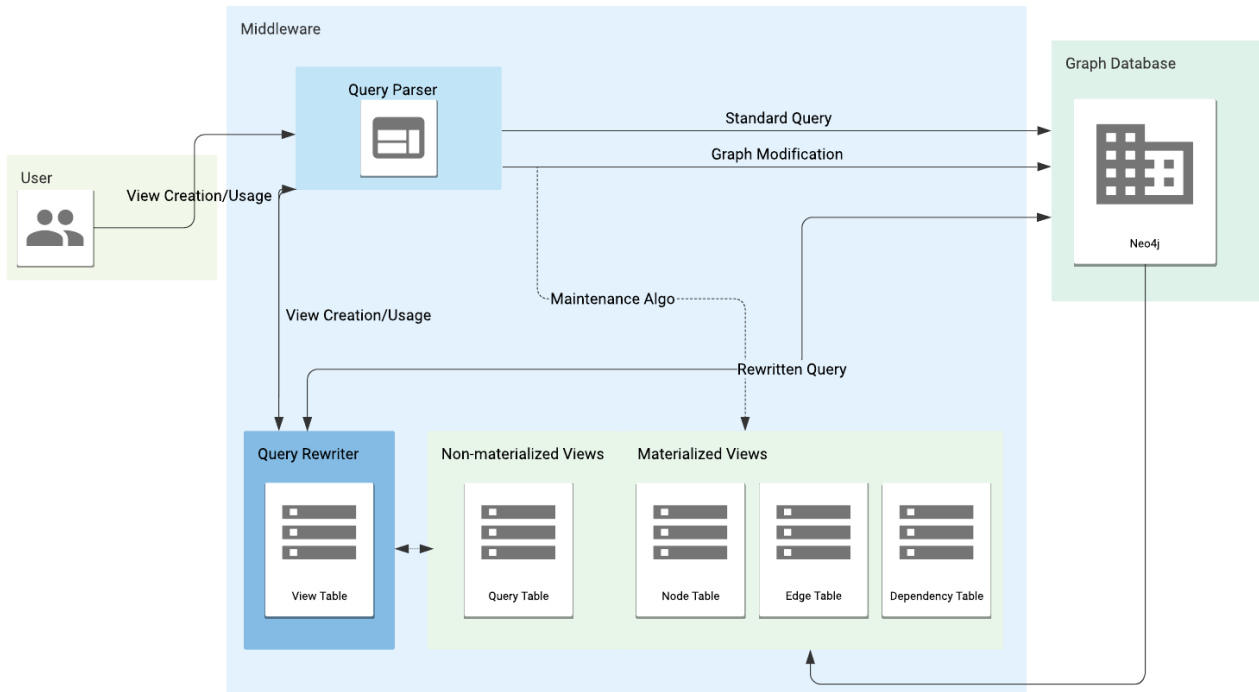 Middleware
Graph Database
Query Parser
Standard Query
Graph Modification
User
View Creation/Usage
Neo4j
Maintenance Algo
View Creation/Usage
Rewritten Query
Query Rewriter
Non-materialized Views
Materialized Views
View Table
Query Table
Node Table
Edge Table
Dependency Table